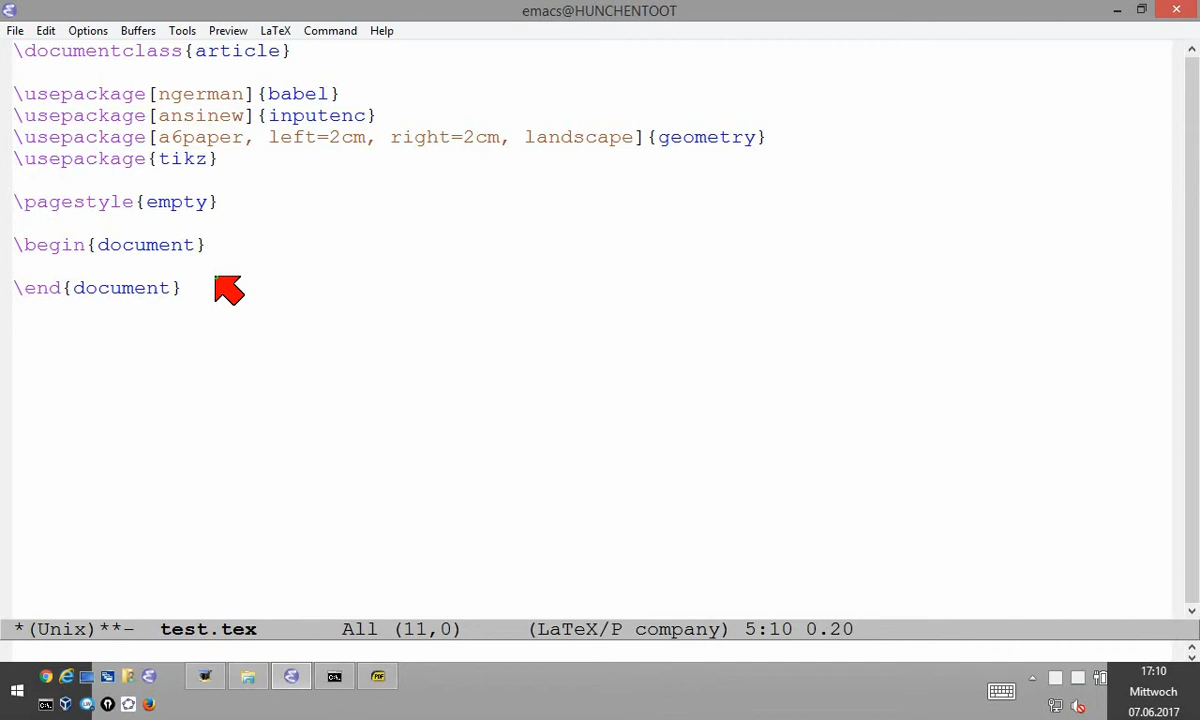 emacs@HUNCHENTOOT
File Edit Options Buffers Tools Preview LaTeX Command Help
\documentclass{article}
\usepackage[ngerman]{babel}
\usepackage[ansinew]{inputenc}
\usepackage[a6paper, left=2cm, right=2cm, landscape]{geometry}
\usepackage{tikz}
\pagestyle{empty}
\begin{document}
\end{document}
*(Unix)**- test.tex All (11,0) (LaTeX/P company) 5:10 0.20
17:10
Mittwoch
07.06.2017